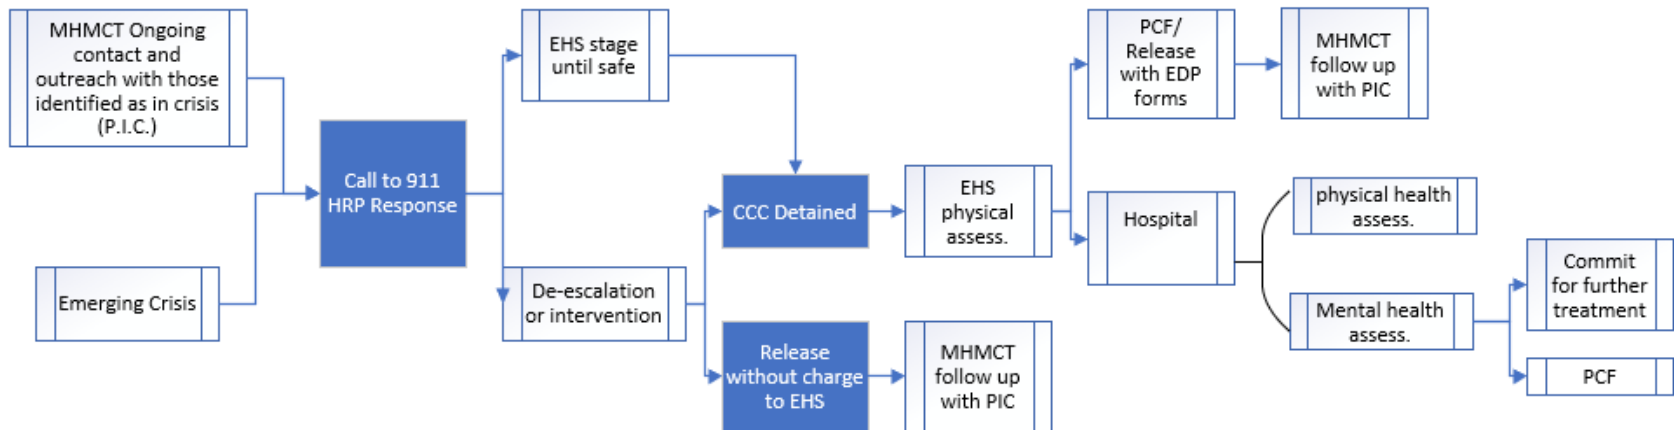 MHMCT Ongoing
contact and
outreach with those
identified as in crisis
(P.I.C.)
Emerging Crisis
Call to 911
HRP Response
EHS stage
until safe
De-escalation
or intervention
CCC Detained
Release
without charge
to EHS
EHS
physical
assess.
MHMCT
follow up
with PIC
PCF/
Release
with EDP
forms
MHMCT
follow up
with PIC
Hospital
physical health
assess.
Mental health
assess.
Commit
for further
treatment
PCF